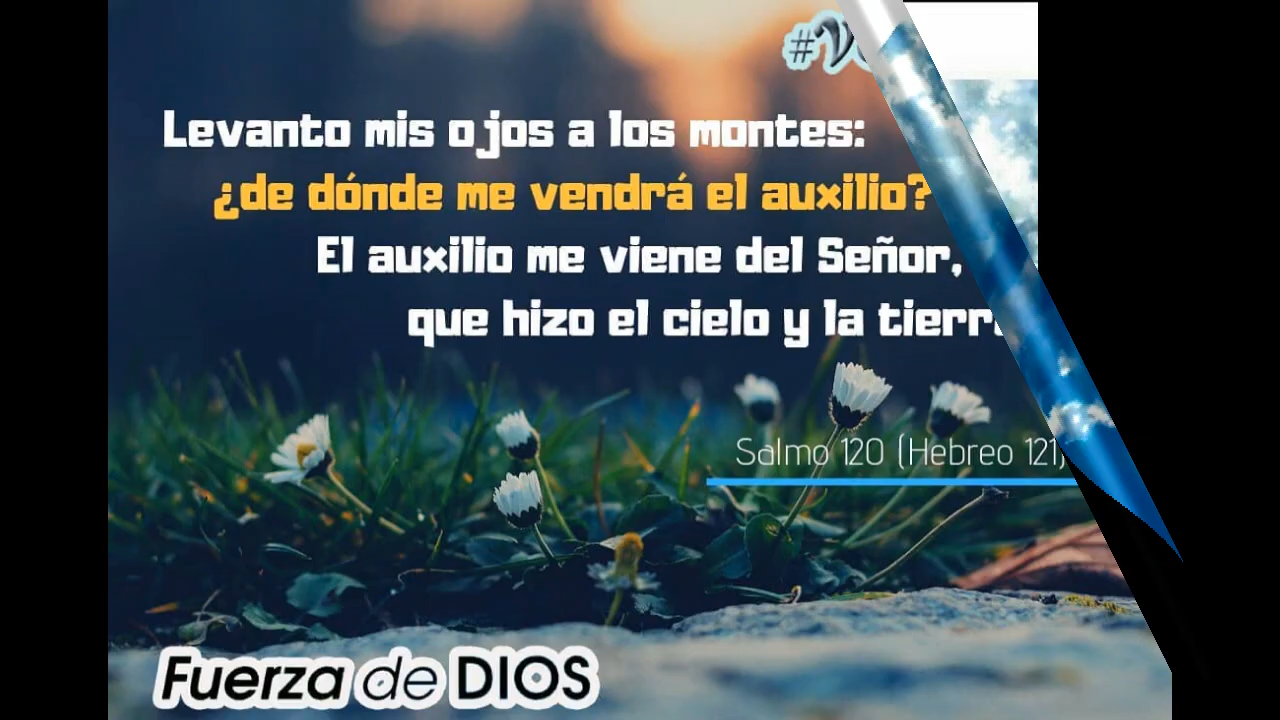 Levanto mis ojos a los montes:
¿de dónde me vendrá el auxilio?
El auxilio me viene del Señor,
que hizo el cielo y la
Salmo 120 (Hebreo 121)
Fuerza de DIOS